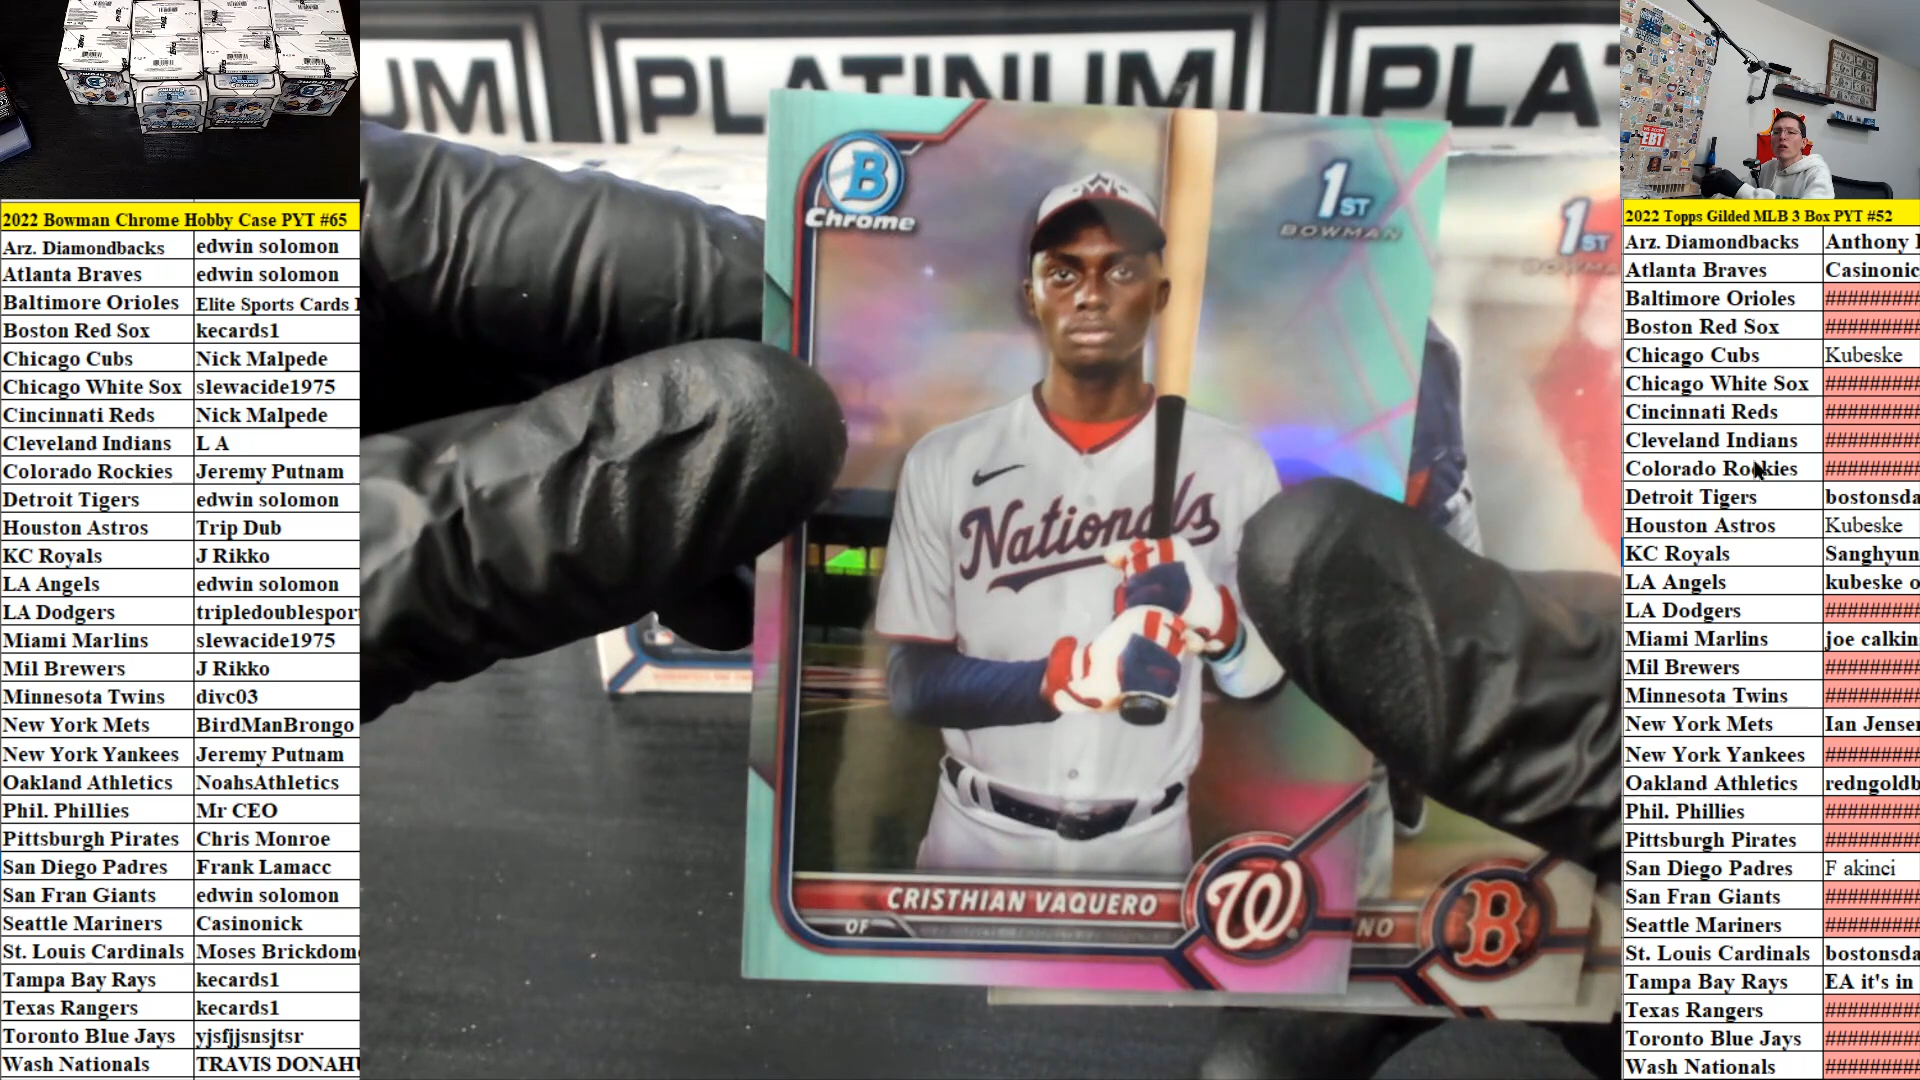 UM PLATINUM PLA
2022 Bowman Chrome Hobby Case PYT #65
Arz. Diamondbacks edwin solomon
Atlanta Braves edwin solomon
Baltimore Orioles Elite Sports Cards
Boston Red Sox kecards1
Chicago Cubs Nick Malpede
Chicago White Sox slewacide1975
Cincinnati Reds Nick Malpede
Cleveland Indians L A
Colorado Rockies Jeremy Putnam
Detroit Tigers edwin solomon
Houston Astros Trip Dub
KC Royals J Rikko
LA Angels edwin solomon
LA Dodgers tripledoublespor
Miami Marlins slewacide1975
Mil Brewers J Rikko
Minnesota Twins divc03
New York Mets BirdManBrongo
New York Yankees Jeremy Putnam
Oakland Athletics NoahsAthletics
Phil. Phillies Mr CEO
Pittsburgh Pirates Chris Monroe
San Diego Padres Frank Lamacc
San Fran Giants edwin solomon
Seattle Mariners Casinonick
St. Louis Cardinals Moses Brickdom
Tampa Bay Rays kecards1
Texas Rangers kecards1
Toronto Blue Jays yjsfjjsnsjtsr
Wash Nationals TRAVIS DONAH
B
Chrome
1ST
BOWMAN
1ST
BOWMA
Nationals
CRISTHIAN VAQUERO
W
OF
NO
B
WE ACCEPT
EBT
2022 Topps Gilded MLB 3 Box PYT #52
Arz. Diamondbacks Anthony
Atlanta Braves Casinonic
Baltimore Orioles #########
Boston Red Sox #########
Chicago Cubs Kubeske
Chicago White Sox #########
Cincinnati Reds #########
Cleveland Indians #########
Colorado Rockies #########
Detroit Tigers bostonsda
Houston Astros Kubeske
KC Royals Sanghyun
LA Angels kubeske o
LA Dodgers #########
Miami Marlins joe calkin
Mil Brewers #########
Minnesota Twins #########
New York Mets Ian Jensen
New York Yankees #########
Oakland Athletics redngoldb
Phil. Phillies #########
Pittsburgh Pirates #########
San Diego Padres F akinci
San Fran Giants #########
Seattle Mariners #########
St. Louis Cardinals bostonsda
Tampa Bay Rays EA it's in
Texas Rangers #########
Toronto Blue Jays #########
Wash Nationals #########